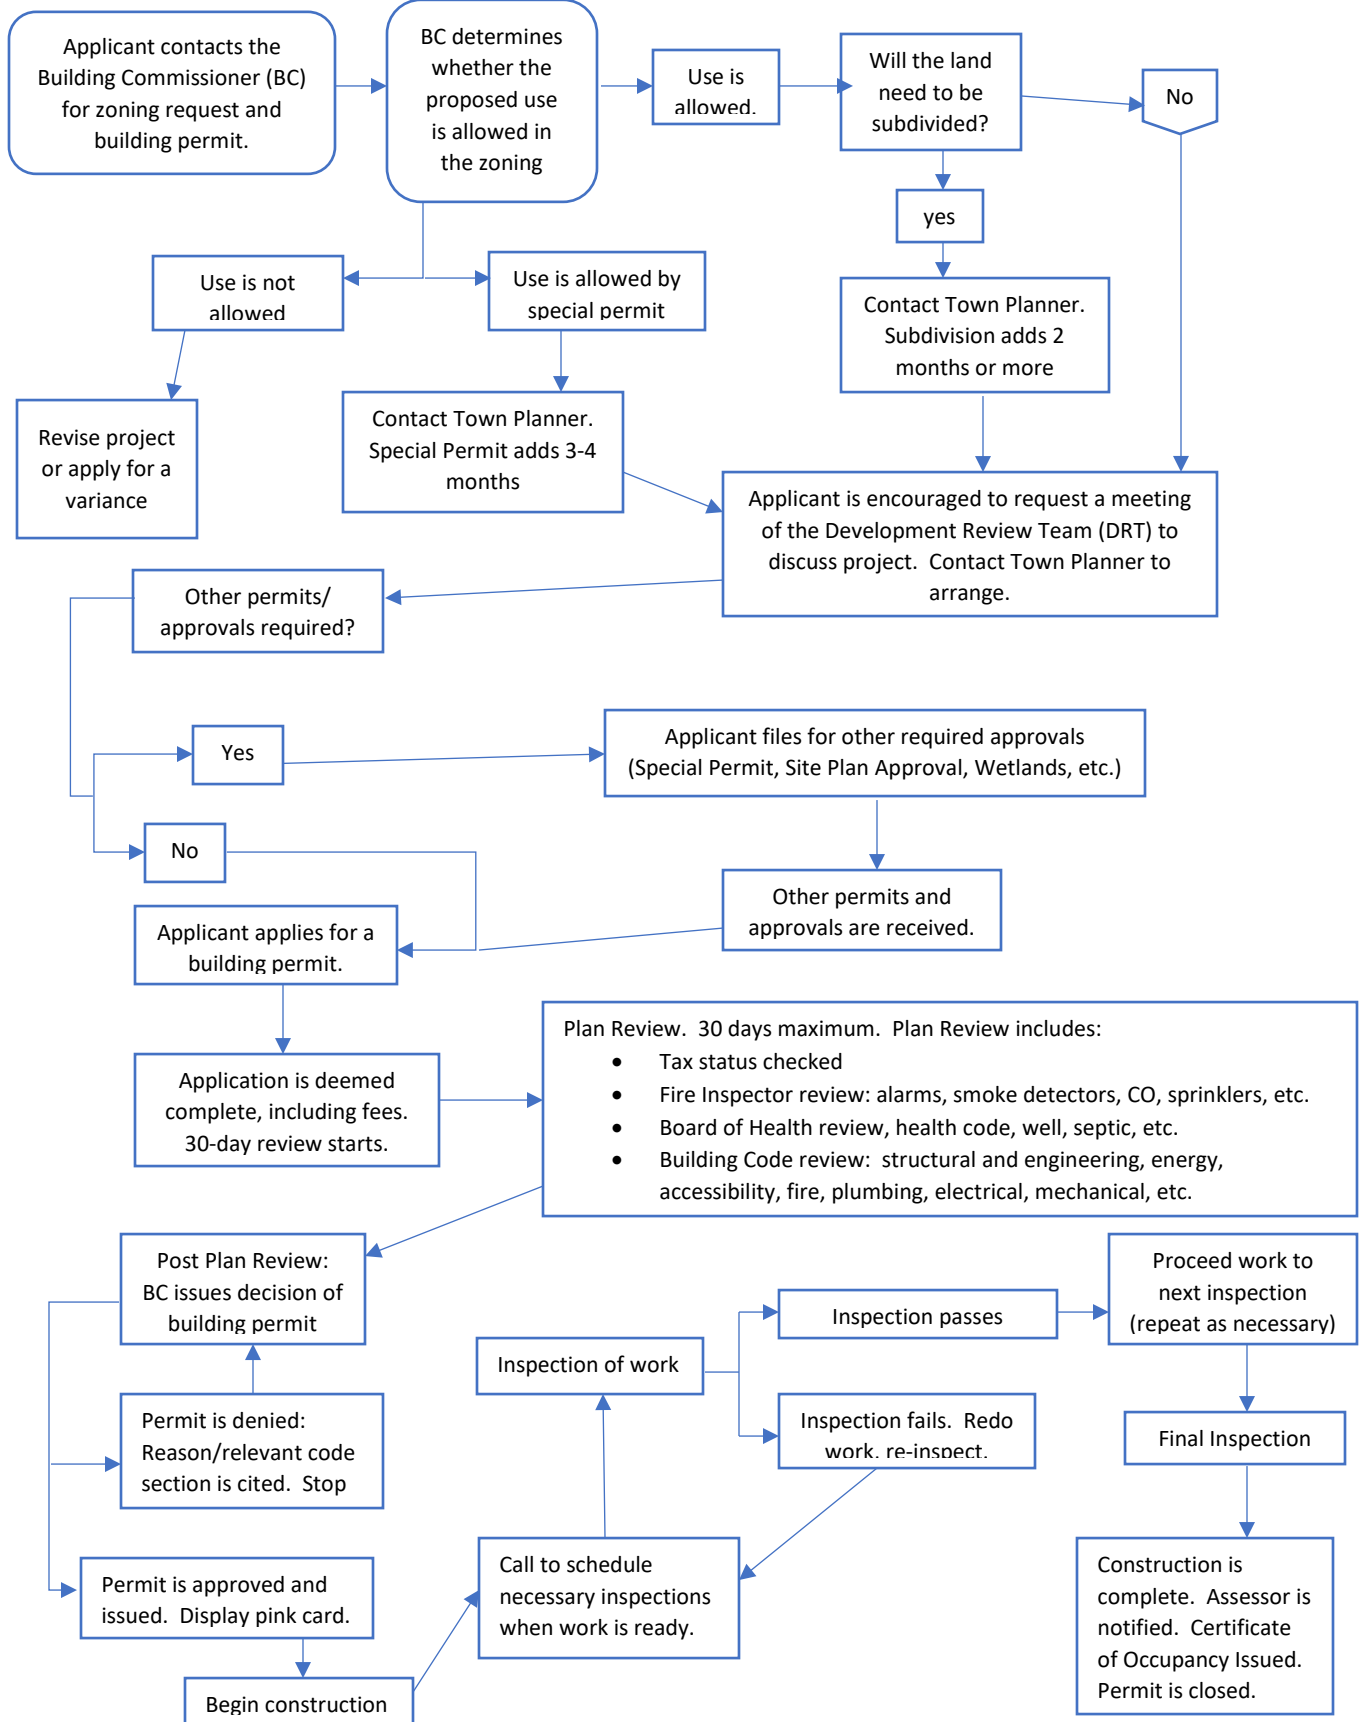 Applicant contacts the
Building Commissioner (BC)
for zoning request and
building permit.
BC determines
whether the
proposed use
is allowed in
the zoning
Use is
allowed.
Will the land
need to be
subdivided?
No
yes
Use is not
allowed
Use is allowed by
special permit
Contact Town Planner.
Subdivision adds 2
months or more
Revise project
or apply for a
variance
Contact Town Planner.
Special Permit adds 3-4
months
Applicant is encouraged to request a meeting
of the Development Review Team (DRT) to
discuss project.  Contact Town Planner to
arrange.
Other permits/
approvals required?
Yes
Applicant files for other required approvals
(Special Permit, Site Plan Approval, Wetlands, etc.)
No
Other permits and
approvals are received.
Applicant applies for a
building permit.
Application is deemed
complete, including fees.
30-day review starts.
Plan Review.  30 days maximum.  Plan Review includes:
• Tax status checked
• Fire Inspector review: alarms, smoke detectors, CO, sprinklers, etc.
• Board of Health review, health code, well, septic, etc.
• Building Code review:  structural and engineering, energy,
accessibility, fire, plumbing, electrical, mechanical, etc.
Post Plan Review:
BC issues decision of
building permit
Permit is denied:
Reason/relevant code
section is cited.  Stop
Permit is approved and
issued.  Display pink card.
Begin construction
Call to schedule
necessary inspections
when work is ready.
Inspection of work
Inspection passes
Inspection fails.  Redo
work, re-inspect.
Proceed work to
next inspection
(repeat as necessary)
Final Inspection
Construction is
complete.  Assessor is
notified.  Certificate
of Occupancy Issued.
Permit is closed.